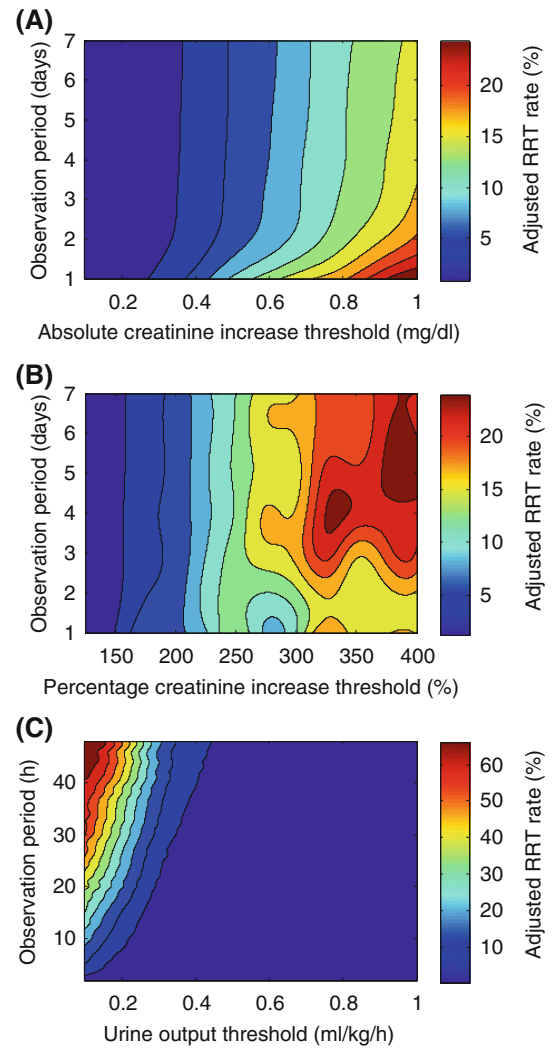 (A)
7
6
5
4
3
2
1
Observation period (days)
0.2 0.4 0.6 0.8 1
Absolute creatinine increase threshold (mg/dl)
20
15
10
5
Adjusted RRT rate (%)
(B)
7
6
5
4
3
2
1
Observation period (days)
150 200 250 300 350 400
Percentage creatinine increase threshold (%)
20
15
10
5
Adjusted RRT rate (%)
(C)
40
30
20
10
Observation period (h)
0.2 0.4 0.6 0.8 1
Urine output threshold (ml/kg/h)
60
50
40
30
20
10
Adjusted RRT rate (%)